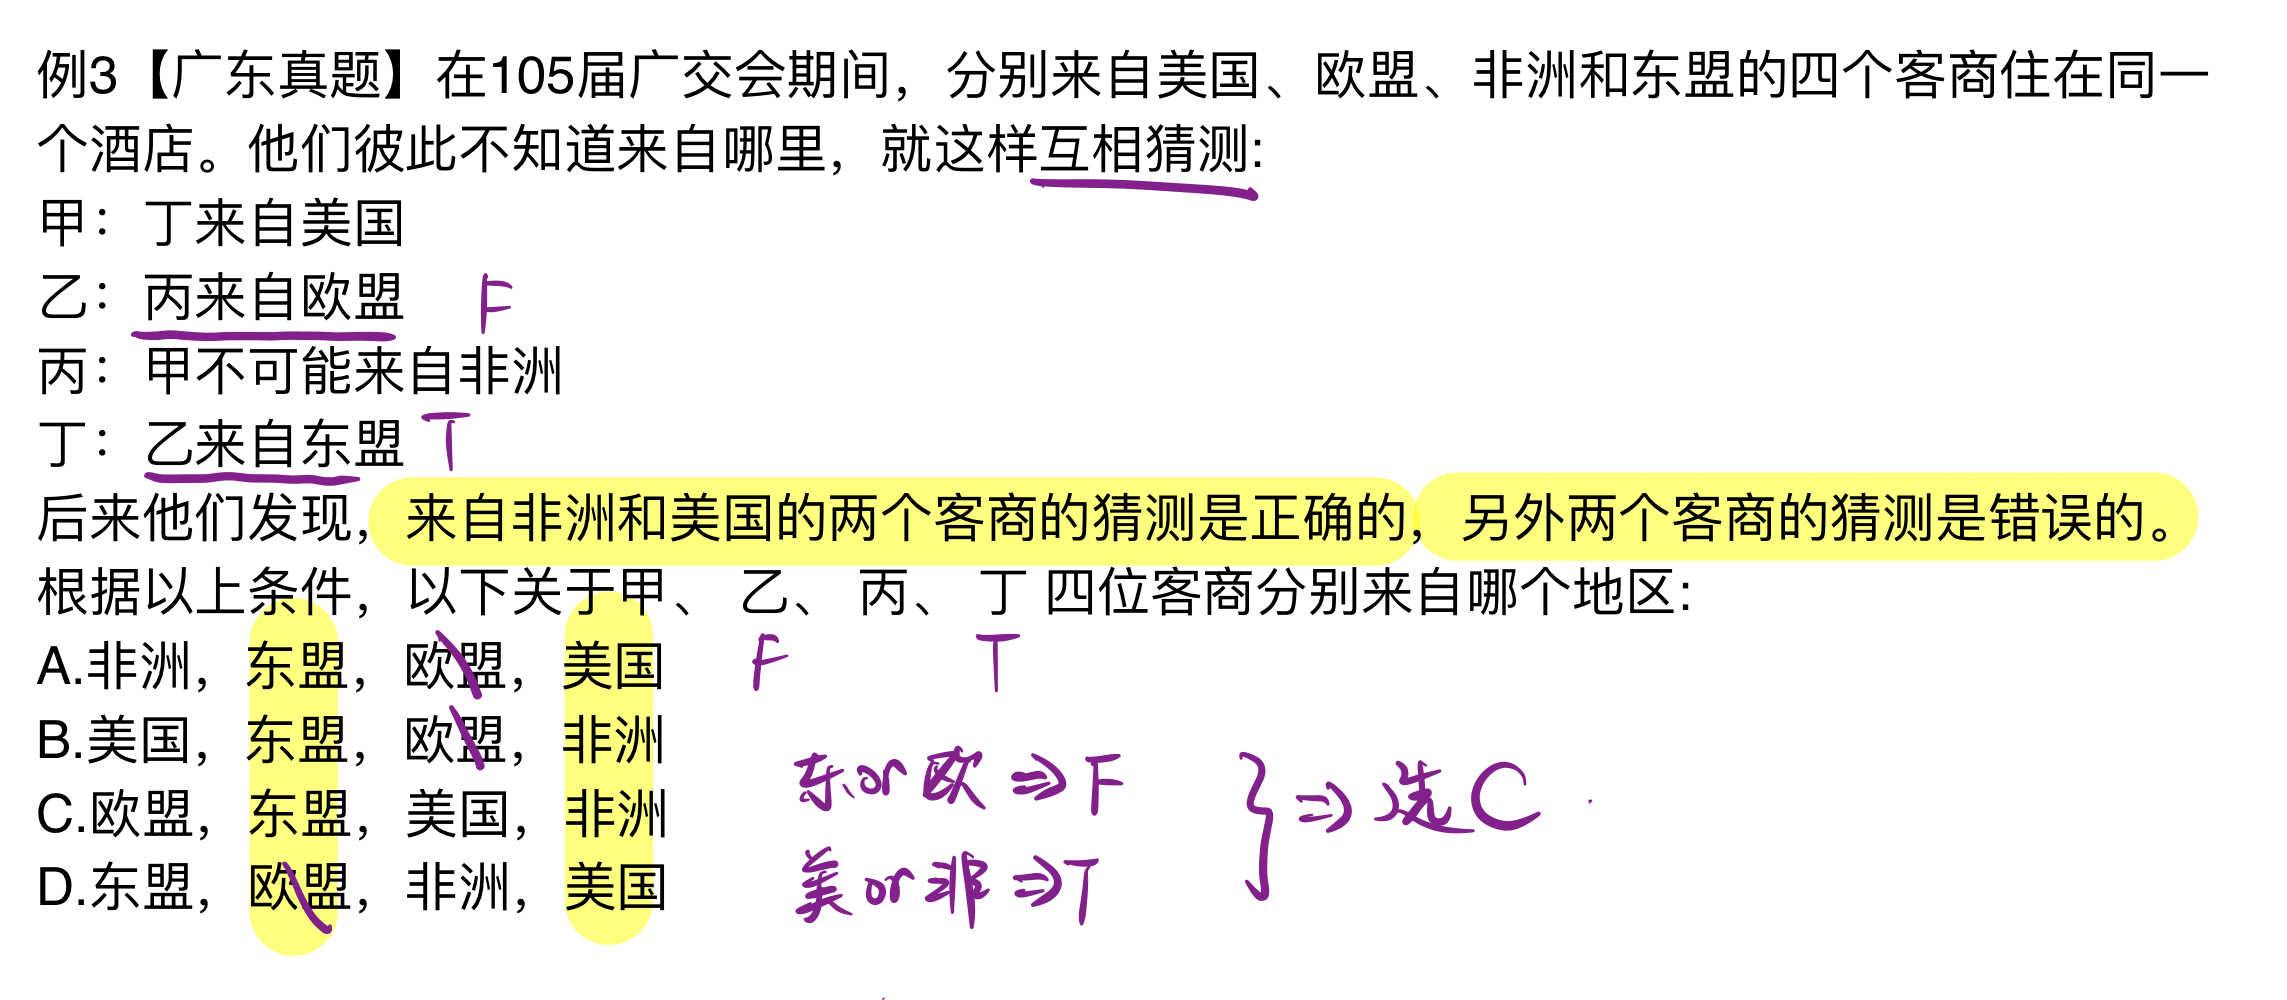 例3【广东真题】在105届广交会期间，分别来自美国、欧盟、非洲和东盟的四个客商住在同一
个酒店。他们彼此不知道来自哪里，就这样互相猜测:
甲：丁来自美国
乙：丙来自欧盟 F
丙：甲不可能来自非洲
丁：乙来自东盟 T
后来他们发现，来自非洲和美国的两个客商的猜测是正确的，另外两个客商的猜测是错误的。
根据以上条件，以下关于甲、 乙、 丙、 丁 四位客商分别来自哪个地区:
A.非洲，东盟，欧盟，美国 F T
B.美国，东盟，欧盟，非洲
C.欧盟，东盟，美国，非洲
东or欧⇒F } ⇒选C
D.东盟，欧盟，非洲，美国
美or非⇒T